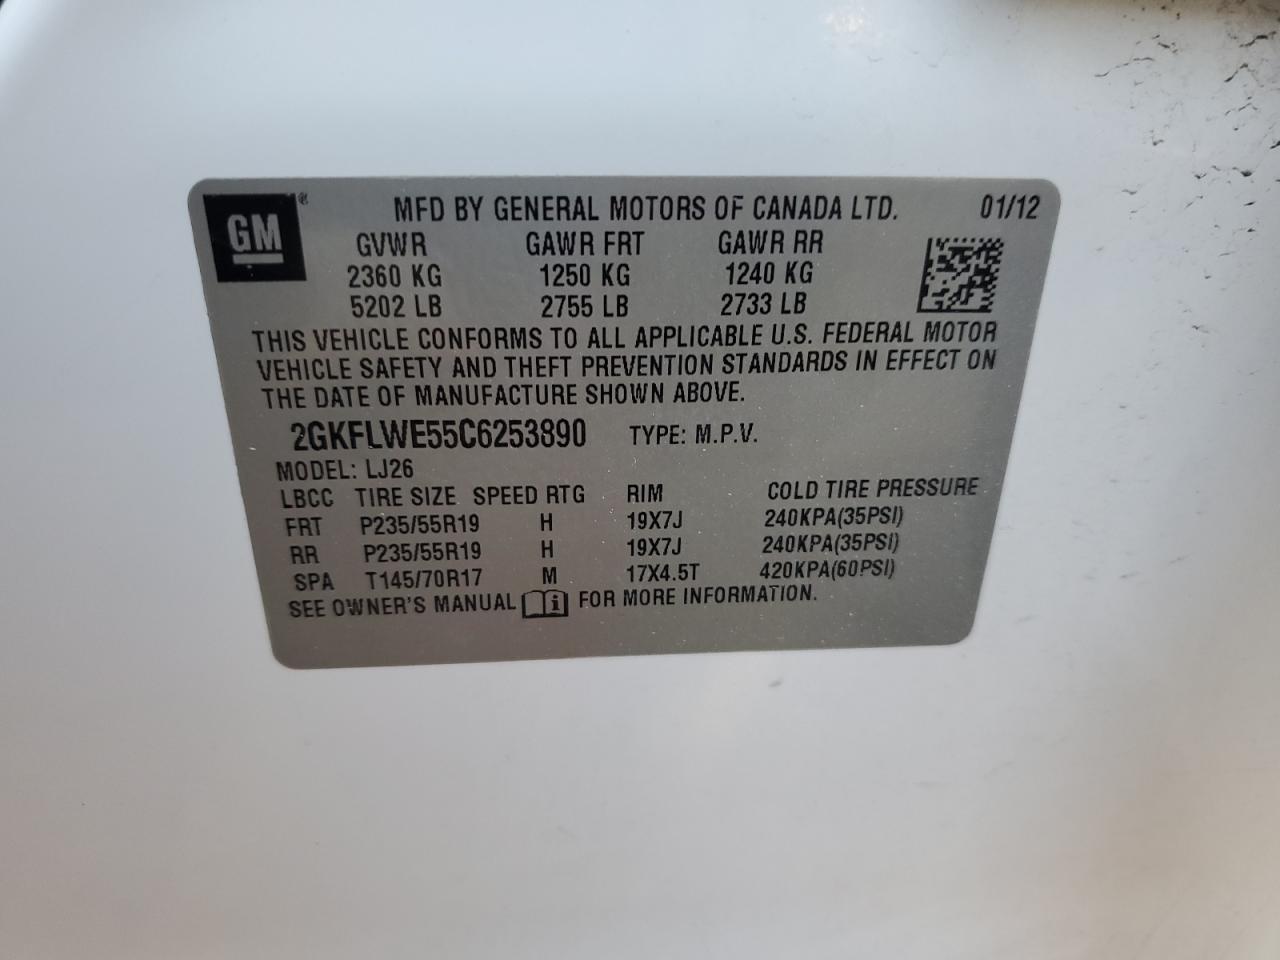 GM ®
MFD BY GENERAL MOTORS OF CANADA LTD. 01/12
GVWR GAWR FRT GAWR RR
2360 KG 1250 KG 1240 KG
5202 LB 2755 LB 2733 LB
THIS VEHICLE CONFORMS TO ALL APPLICABLE U.S. FEDERAL MOTOR
VEHICLE SAFETY AND THEFT PREVENTION STANDARDS IN EFFECT ON
THE DATE OF MANUFACTURE SHOWN ABOVE.
2GKFLWE55C6253890 TYPE: M.P.V.
MODEL: LJ26
LBCC TIRE SIZE SPEED RTG RIM COLD TIRE PRESSURE
FRT P235/55R19 H 19X7J 240KPA(35PSI)
RR P235/55R19 H 19X7J 240KPA(35PSI)
SPA T145/70R17 M 17X4.5T 420KPA(60PSI)
SEE OWNER'S MANUAL i FOR MORE INFORMATION.